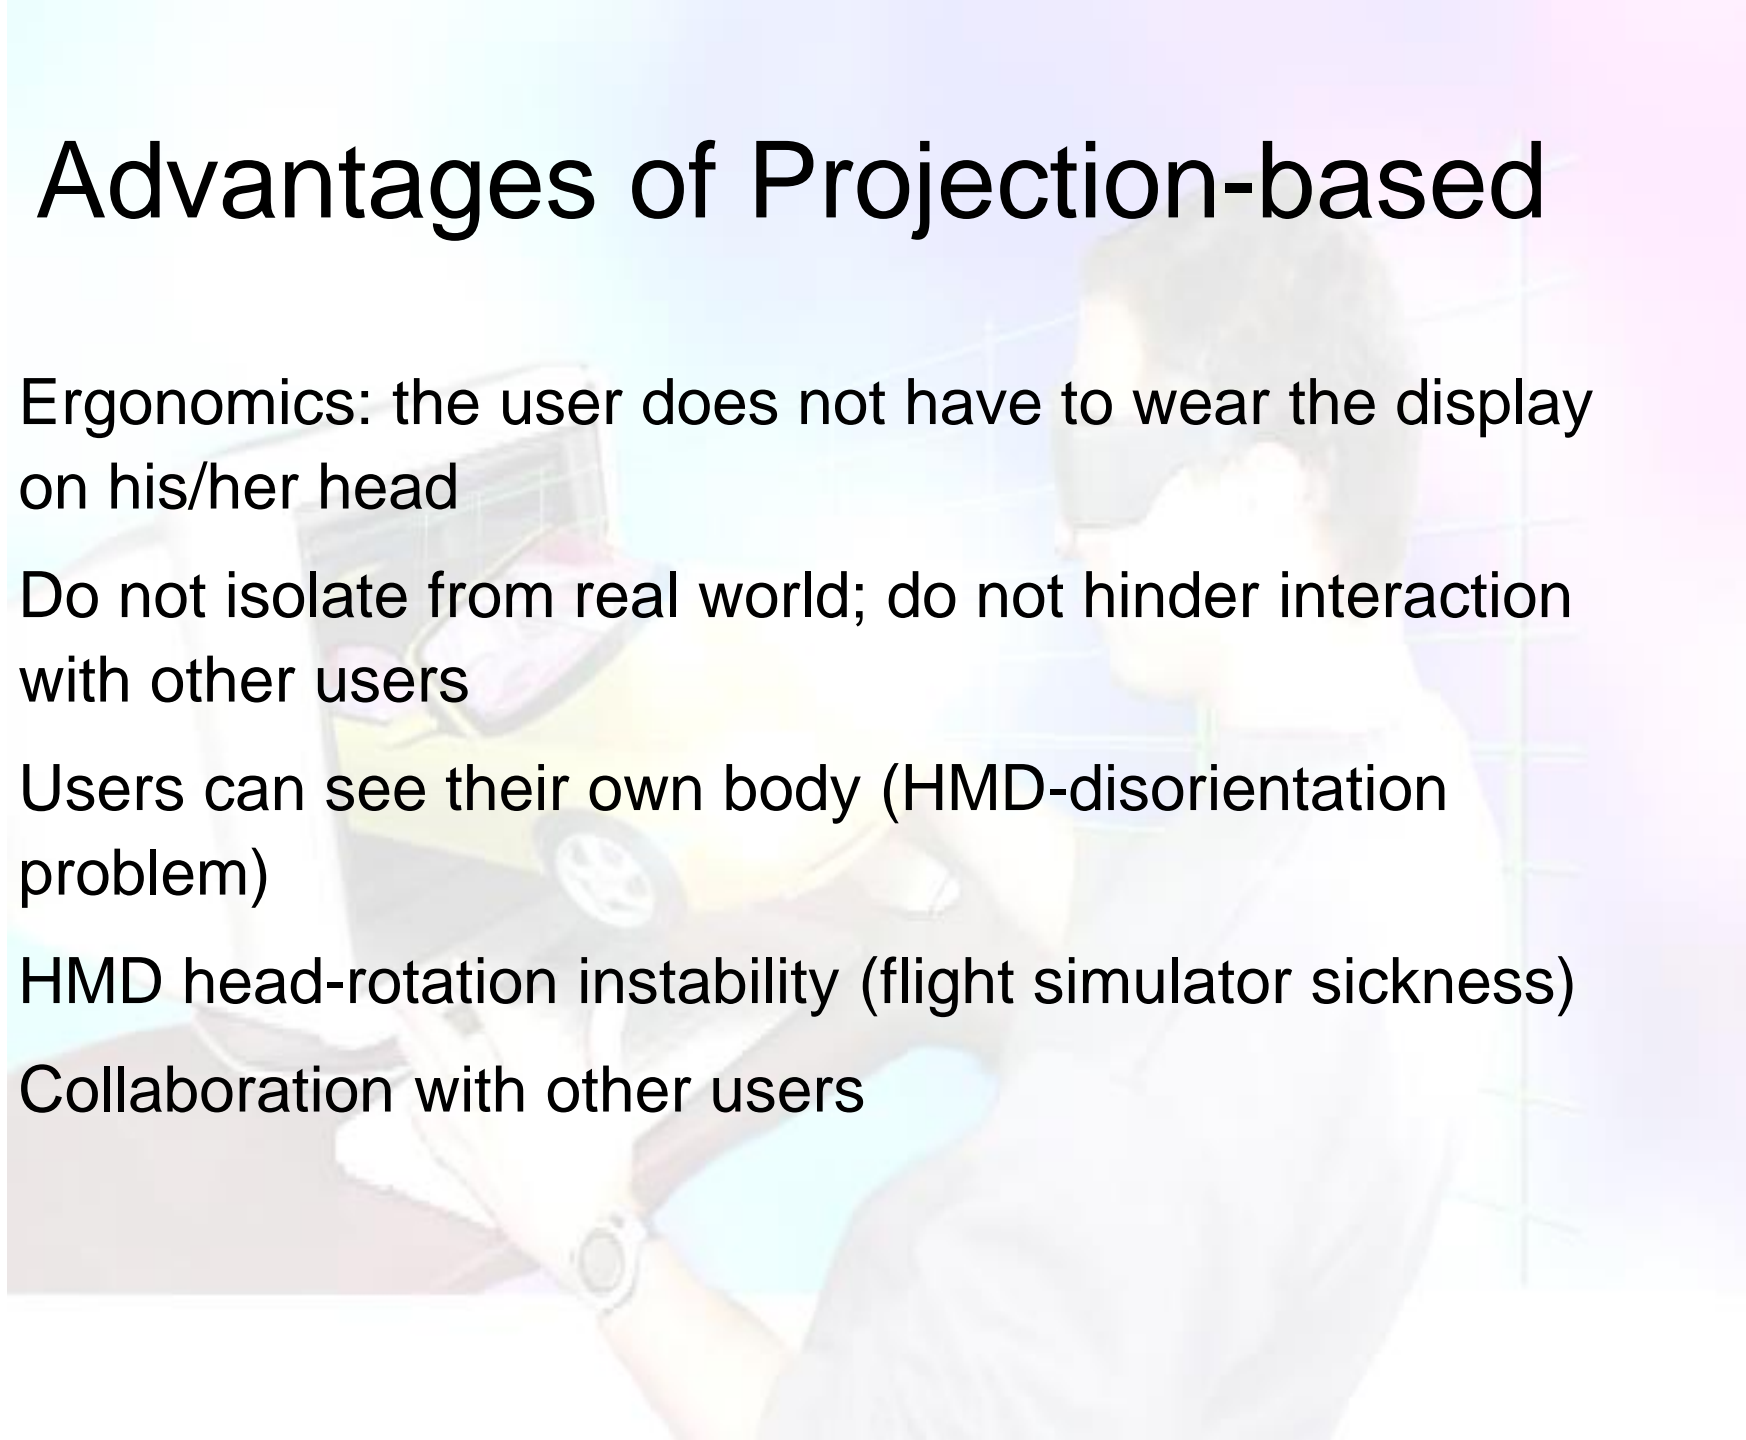 Advantages of Projection-based
Ergonomics: the user does not have to wear the display
on his/her head
Do not isolate from real world; do not hinder interaction
with other users
Users can see their own body (HMD-disorientation
problem)
HMD head-rotation instability (flight simulator sickness)
Collaboration with other users